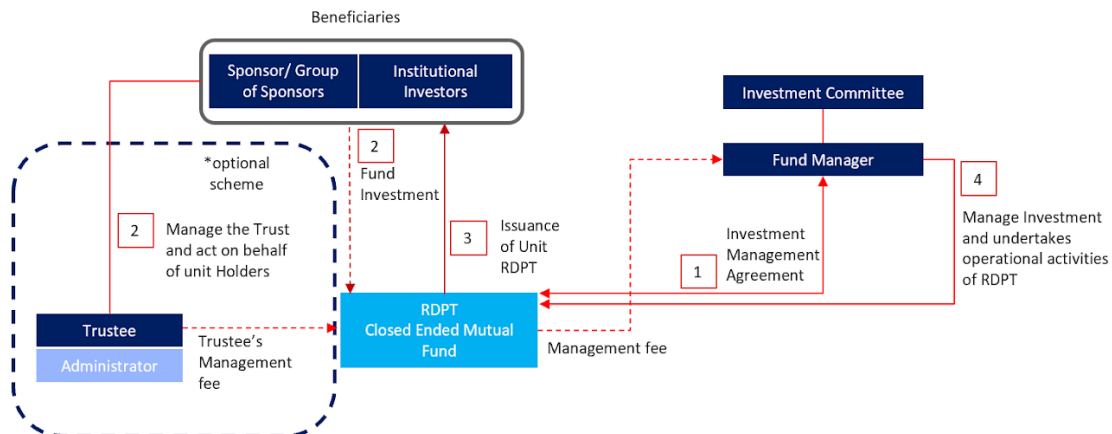 Beneficiaries
Sponsor/ Group
of Sponsors
Institutional
Investors
Investment Committee
Fund Manager
*optional
scheme
2
Fund
Investment
2
Manage the Trust
and act on behalf
of unit Holders
3
Issuance
of Unit
RDPT
1
Investment
Management
Agreement
4
Manage Investment
and undertakes
operational activities
of RDPT
RDPT
Closed Ended Mutual
Fund
Trustee
Administrator
Trustee's
Management
fee
Management fee